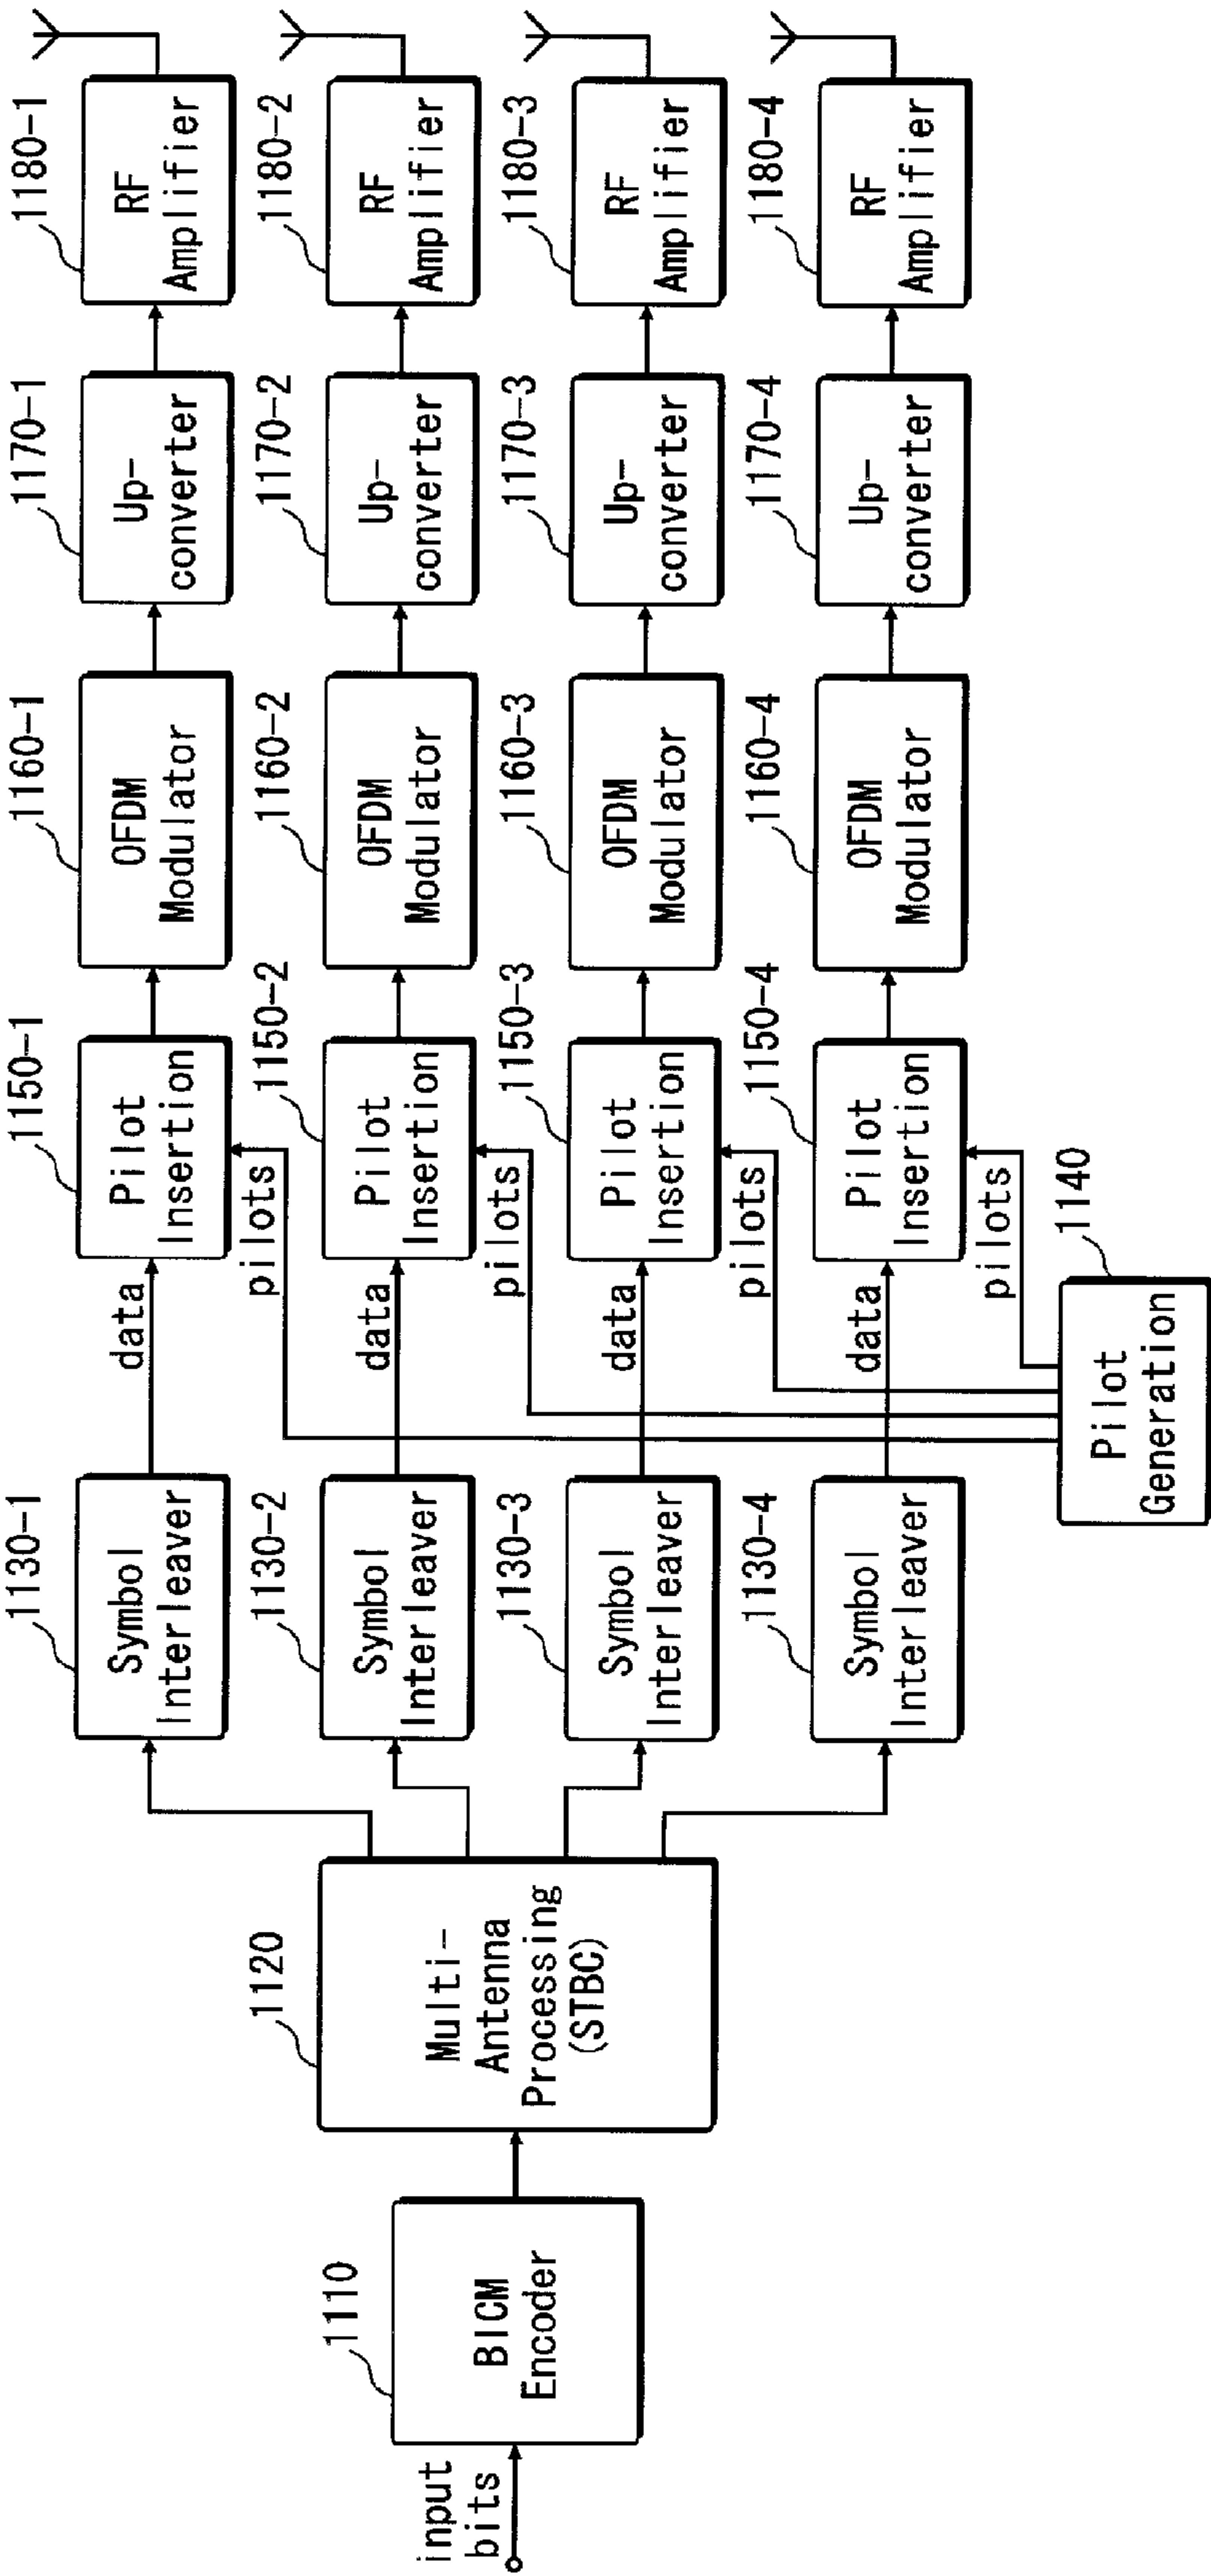 input
bits
1110
BICM
Encoder
1120
Multi-
Antenna
Processing
(STBC)
1130-1
Symbol
Interleaver
data
1150-1
Pilot
Insertion
pilots
1160-1
OFDM
Modulator
1170-1
Up-
converter
1180-1
RF
Amplifier
1130-2
Symbol
Interleaver
data
1150-2
Pilot
Insertion
pilots
1160-2
OFDM
Modulator
1170-2
Up-
converter
1180-2
RF
Amplifier
1130-3
Symbol
Interleaver
data
1150-3
Pilot
Insertion
pilots
1160-3
OFDM
Modulator
1170-3
Up-
converter
1180-3
RF
Amplifier
1130-4
Symbol
Interleaver
data
1150-4
Pilot
Insertion
pilots
1160-4
OFDM
Modulator
1170-4
Up-
converter
1180-4
RF
Amplifier
1140
Pilot
Generation